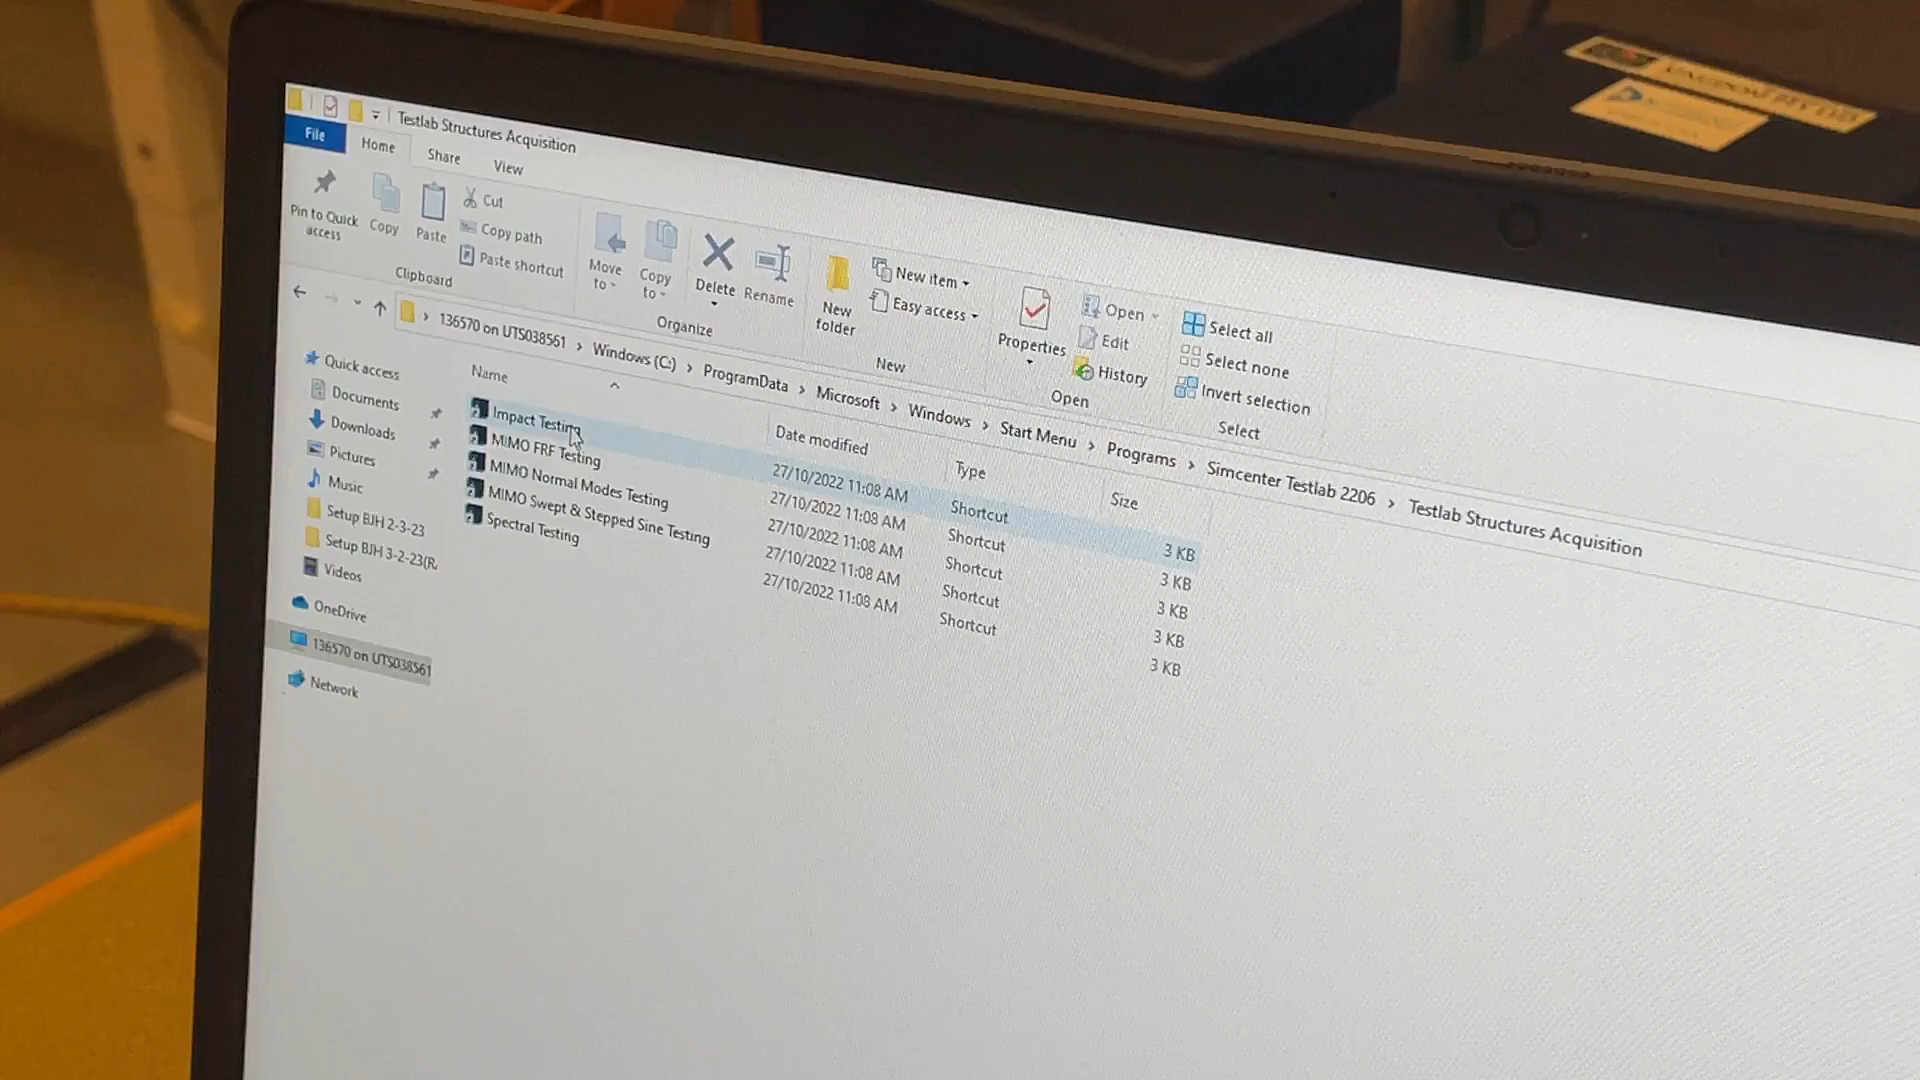 Testlab Structures Acquisition
File Home Share View
Pin to Quick access
Copy
Paste
Cut
Copy path
Paste shortcut
Clipboard
Move to
Copy to
Delete
Rename
Organize
New folder
New item
Easy access
New
Properties
Open
Edit
History
Open
Select all
Select none
Invert selection
Select
136570 on UTS038561 › Windows (C:) › ProgramData › Microsoft › Windows › Start Menu › Programs › Simcenter Testlab 2206 › Testlab Structures Acquisition
Quick access
Documents
Downloads
Pictures
Music
Setup BJH 2-3-23
Setup BJH 3-2-23(R
Videos
OneDrive
136570 on UTS038561
Network
Name Date modified Type Size
Impact Testing 27/10/2022 11:08 AM Shortcut 3 KB
MIMO FRF Testing 27/10/2022 11:08 AM Shortcut 3 KB
MIMO Normal Modes Testing 27/10/2022 11:08 AM Shortcut 3 KB
MIMO Swept & Stepped Sine Testing 27/10/2022 11:08 AM Shortcut 3 KB
Spectral Testing 27/10/2022 11:08 AM Shortcut 3 KB